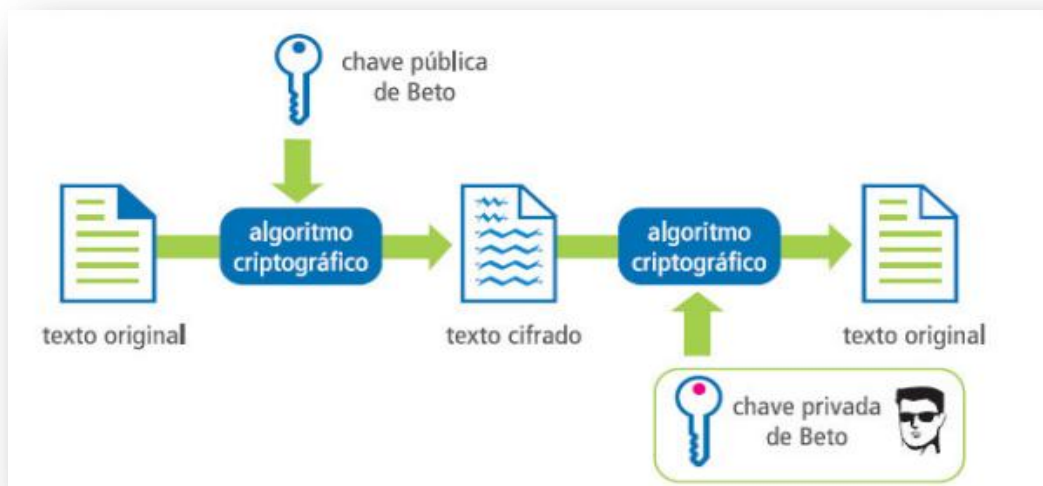 chave pública
de Beto
algoritmo
criptográfico
algoritmo
criptográfico
texto original
texto cifrado
texto original
chave privada
de Beto